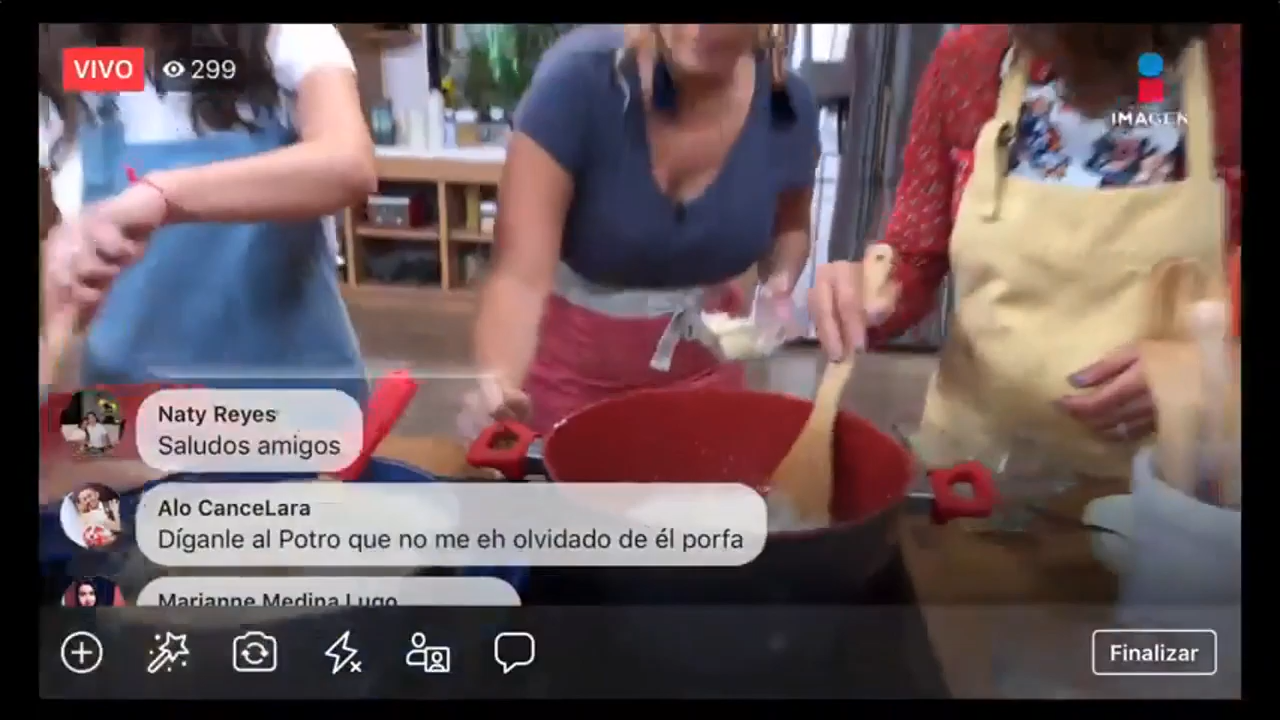 VIVO 299
IMAGEN
Naty Reyes
Saludos amigos
Alo CanceLara
Díganle al Potro que no me eh olvidado de él porfa
Marianne Medina Lugo
Finalizar